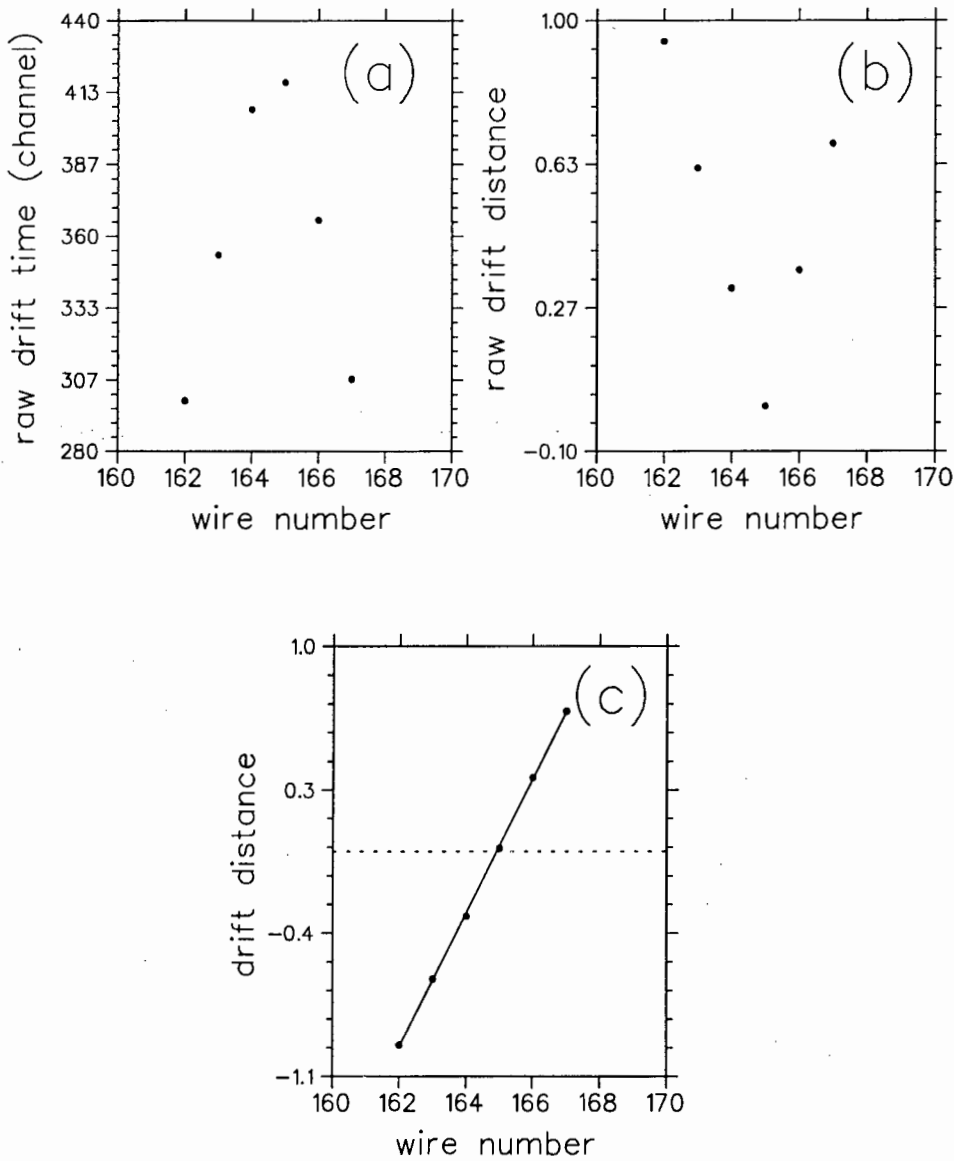 (a)
raw drift time (channel)
440
413
387
360
333
307
280
160 162 164 166 168 170
wire number
(b)
raw drift distance
1.00
0.63
0.27
−0.10
160 162 164 166 168 170
wire number
(c)
drift distance
1.0
0.3
−0.4
−1.1
160 162 164 166 168 170
wire number